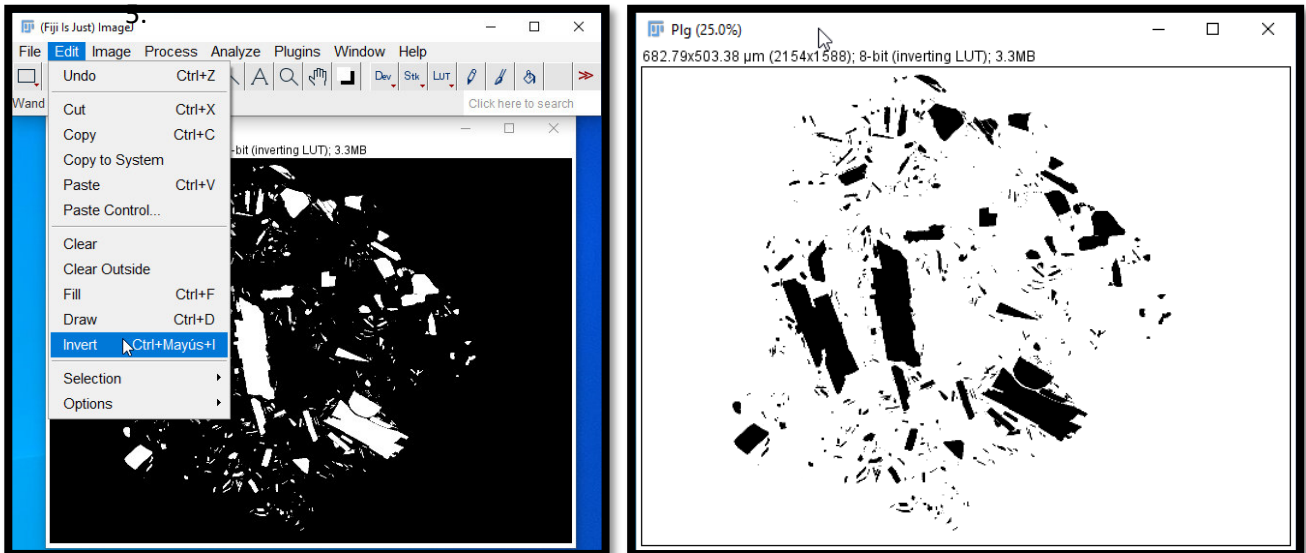 5.
(Fiji Is Just) ImageJ
File Edit Image Process Analyze Plugins Window Help
Dev Stk LUT
Wand
Click here to search
Undo Ctrl+Z
Cut Ctrl+X
Copy Ctrl+C
Copy to System
Paste Ctrl+V
Paste Control...
Clear
Clear Outside
Fill Ctrl+F
Draw Ctrl+D
Invert Ctrl+Mayús+I
Selection
Options
-bit (inverting LUT); 3.3MB
Plg (25.0%)
682.79x503.38 µm (2154x1588); 8-bit (inverting LUT); 3.3MB